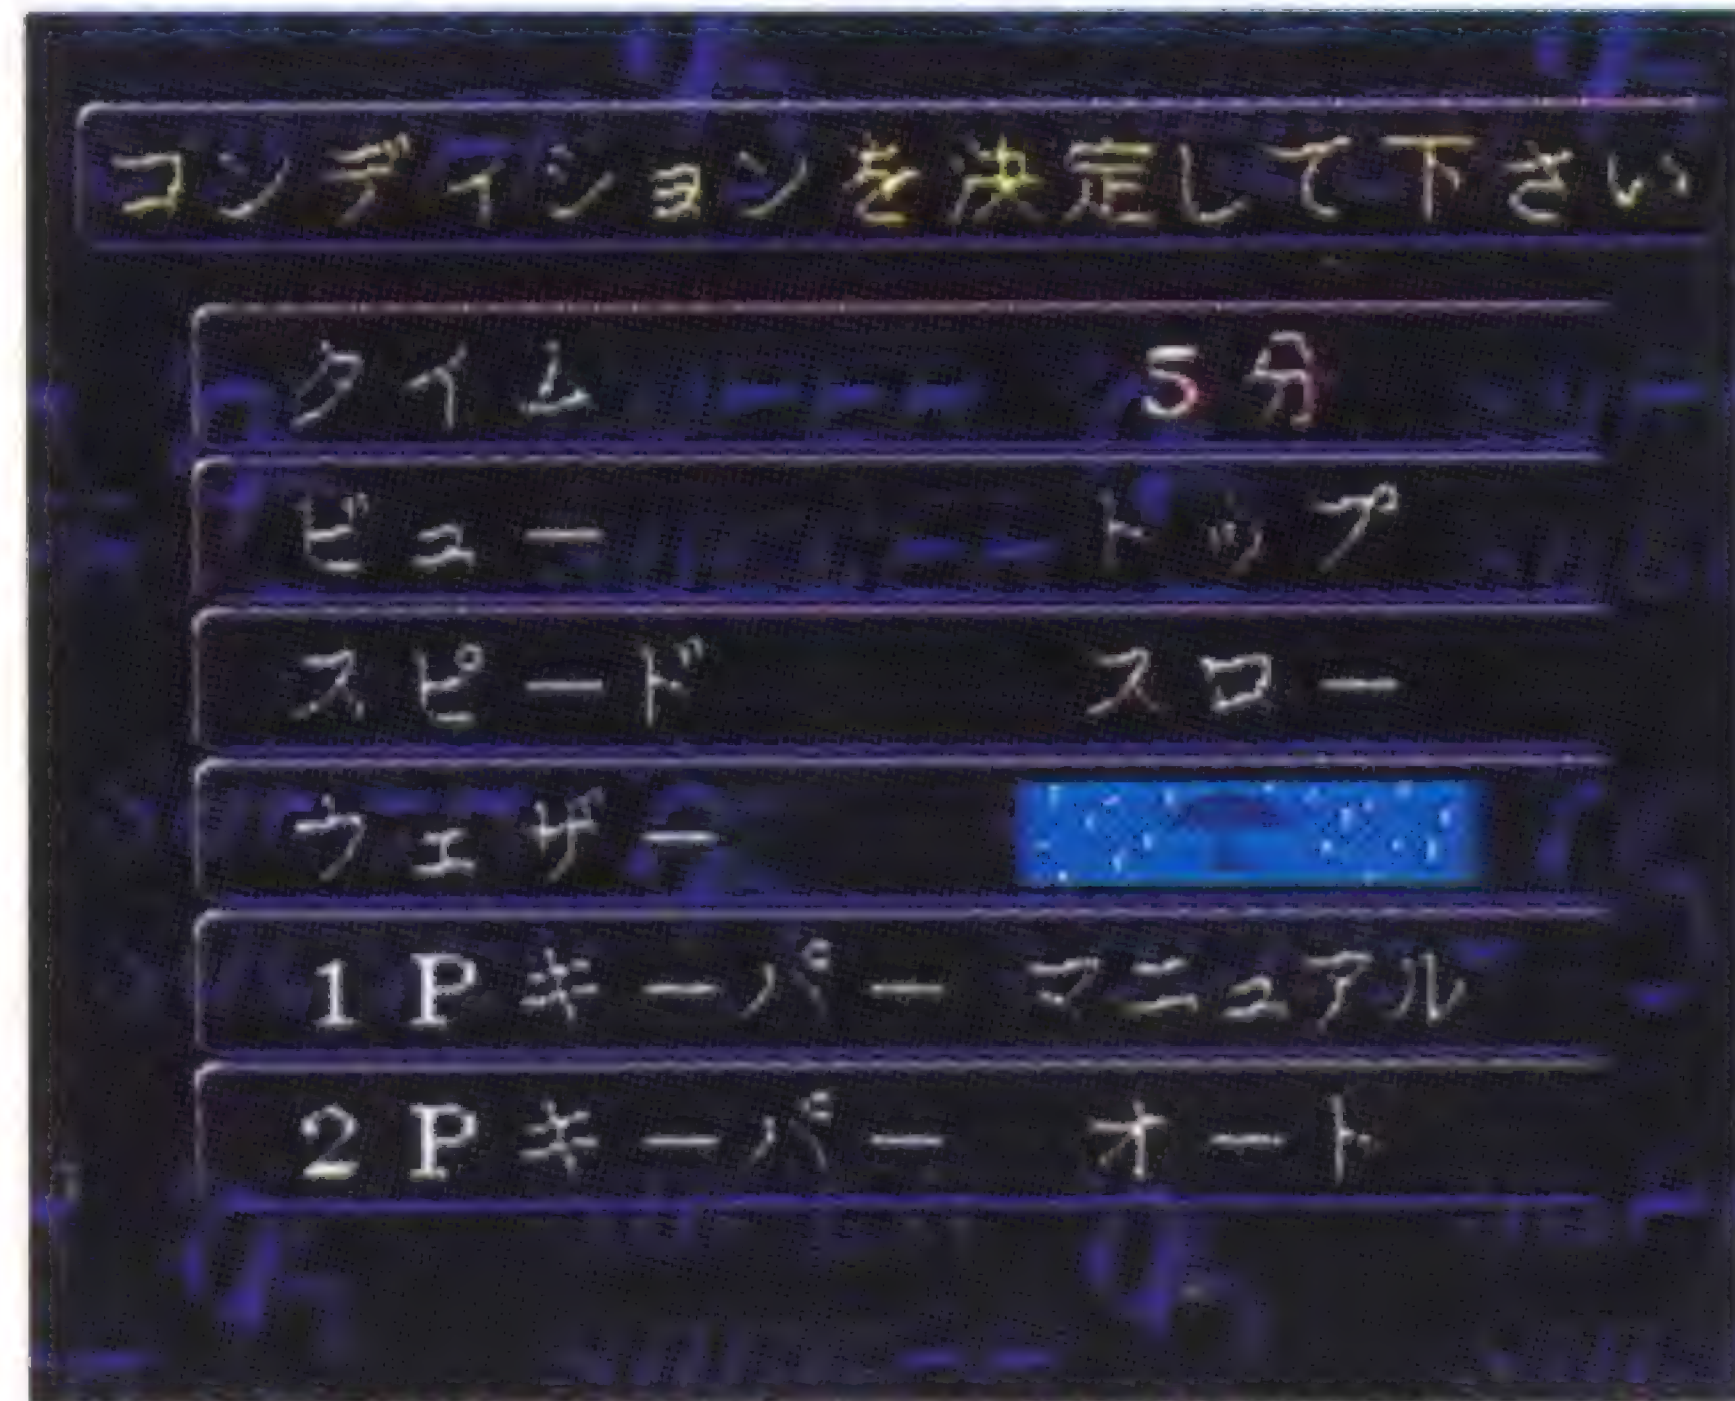 コンディションを決定して下さい
タイム 5分
ビュー トップ
スピード スロー
ウェザー
1Pキーパー マニュアル
2Pキーパー オート